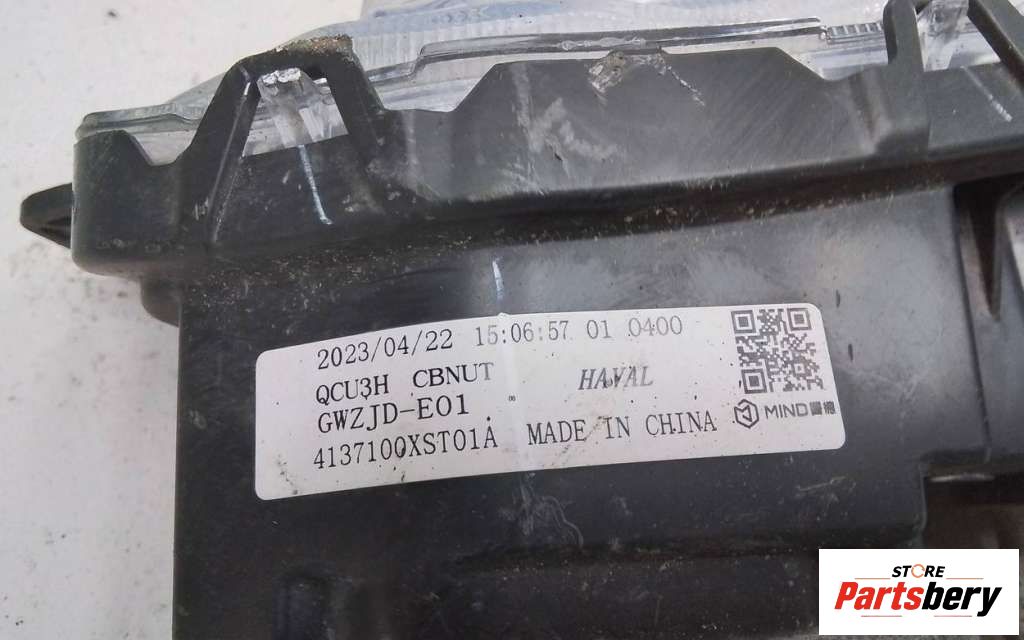 2023/04/22 15:06:57 01 0400
QCU3H CBNUT HAVAL
GWZJD-E01
4137100XST01A MADE IN CHINA
MIND
STORE
Partsbery